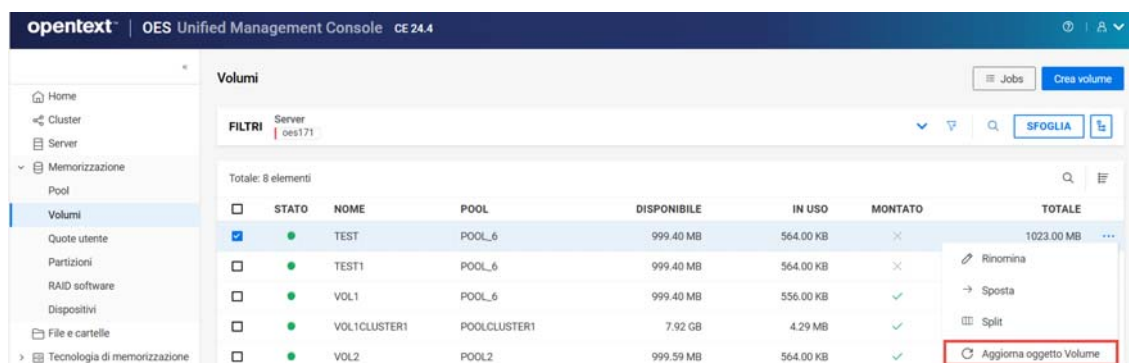 opentext™ | OES Unified Management Console CE 24.4
Home
Cluster
Server
Memorizzazione
Pool
Volumi
Quote utente
Partizioni
RAID software
Dispositivi
File e cartelle
Tecnologia di memorizzazione
Volumi
Jobs
Crea volume
FILTRI Server oes171
SFOGLIA
Totale: 8 elementi
STATO NOME POOL DISPONIBILE IN USO MONTATO TOTALE
TEST POOL_6 999.40 MB 564.00 KB 1023.00 MB
TEST1 POOL_6 999.40 MB 564.00 KB
VOL1 POOL_6 999.40 MB 556.00 KB
VOL1CLUSTER1 POOLCLUSTER1 7.92 GB 4.29 MB
VOL2 POOL2 999.59 MB 564.00 KB
Rinomina
Sposta
Split
Aggiorna oggetto Volume